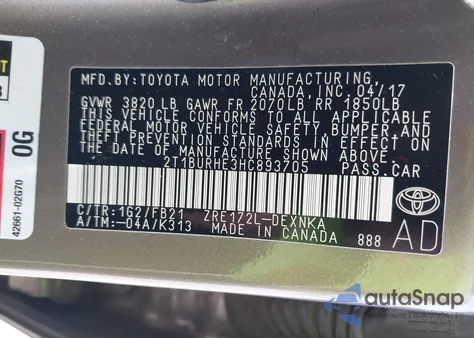 MFD.BY:TOYOTA MOTOR MANUFACTURING,
CANADA,INC. 04/17
GVWR 3820 LB GAWR FR 2070LB RR 1850LB
THIS VEHICLE CONFORMS TO ALL APPLICABLE
FEDERAL MOTOR VEHICLE SAFETY, BUMPER,AND
THEFT PREVENTION STANDARDS IN EFFECT ON
THE DATE OF MANUFACTURE SHOWN ABOVE.
2T1BURHE3HC893705 PASS.CAR
C/TR:1G2/FB21 ZRE172L-DEXNKA
A/TM:-04A/K313 MADE IN CANADA 888
TOYOTA
AD
42661-02G70
0G
autoSnap